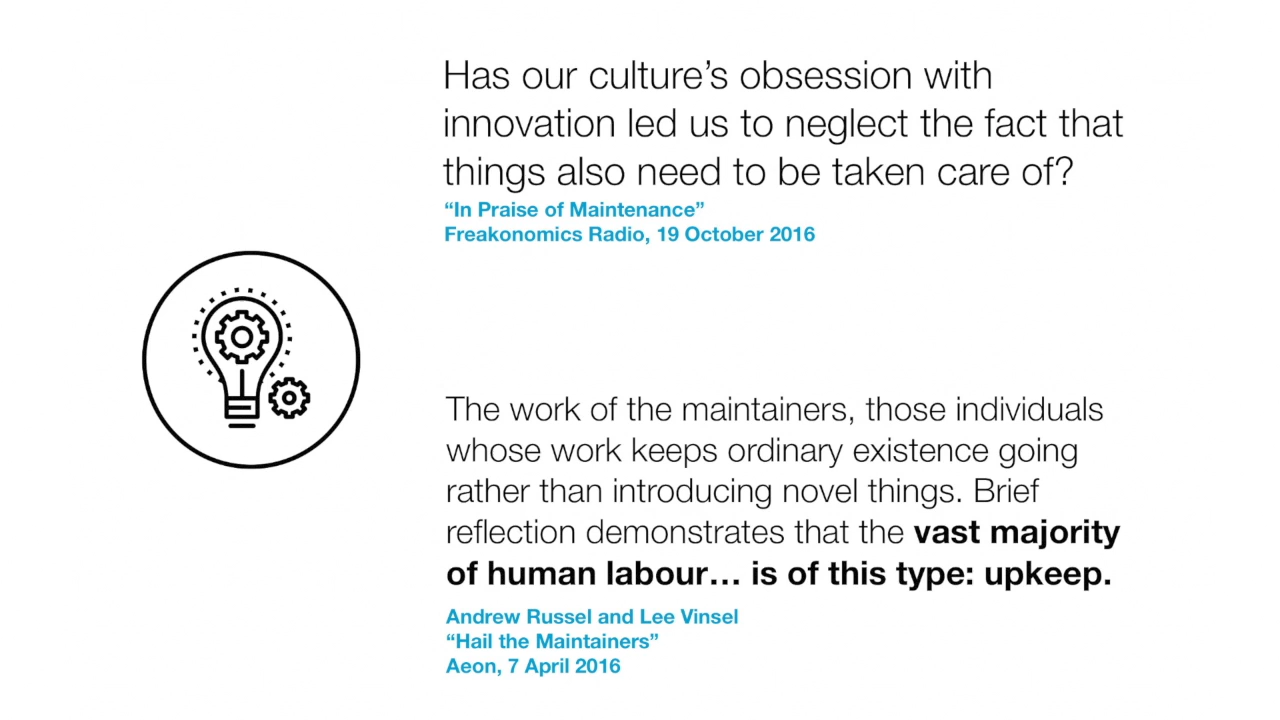 Has our culture’s obsession with
innovation led us to neglect the fact that
things also need to be taken care of?
“In Praise of Maintenance”
Freakonomics Radio, 19 October 2016
The work of the maintainers, those individuals
whose work keeps ordinary existence going
rather than introducing novel things. Brief
reflection demonstrates that the vast majority
of human labour… is of this type: upkeep.
Andrew Russel and Lee Vinsel
“Hail the Maintainers”
Aeon, 7 April 2016